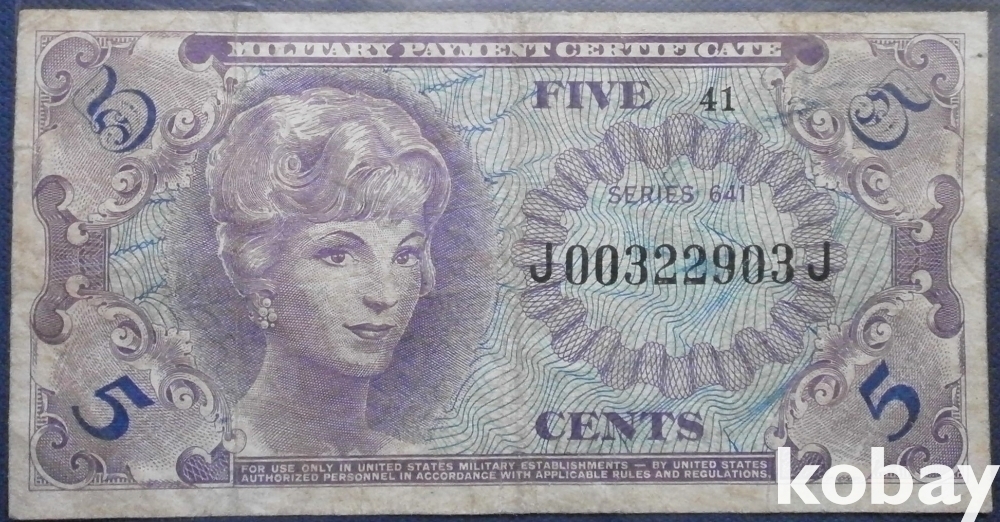 MILITARY PAYMENT CERTIFICATE
5 5
FIVE 41
SERIES 641
J00322903J
5 5
CENTS
FOR USE ONLY IN UNITED STATES MILITARY ESTABLISHMENTS — BY UNITED STATES
AUTHORIZED PERSONNEL IN ACCORDANCE WITH APPLICABLE RULES AND REGULATIONS.
kobay